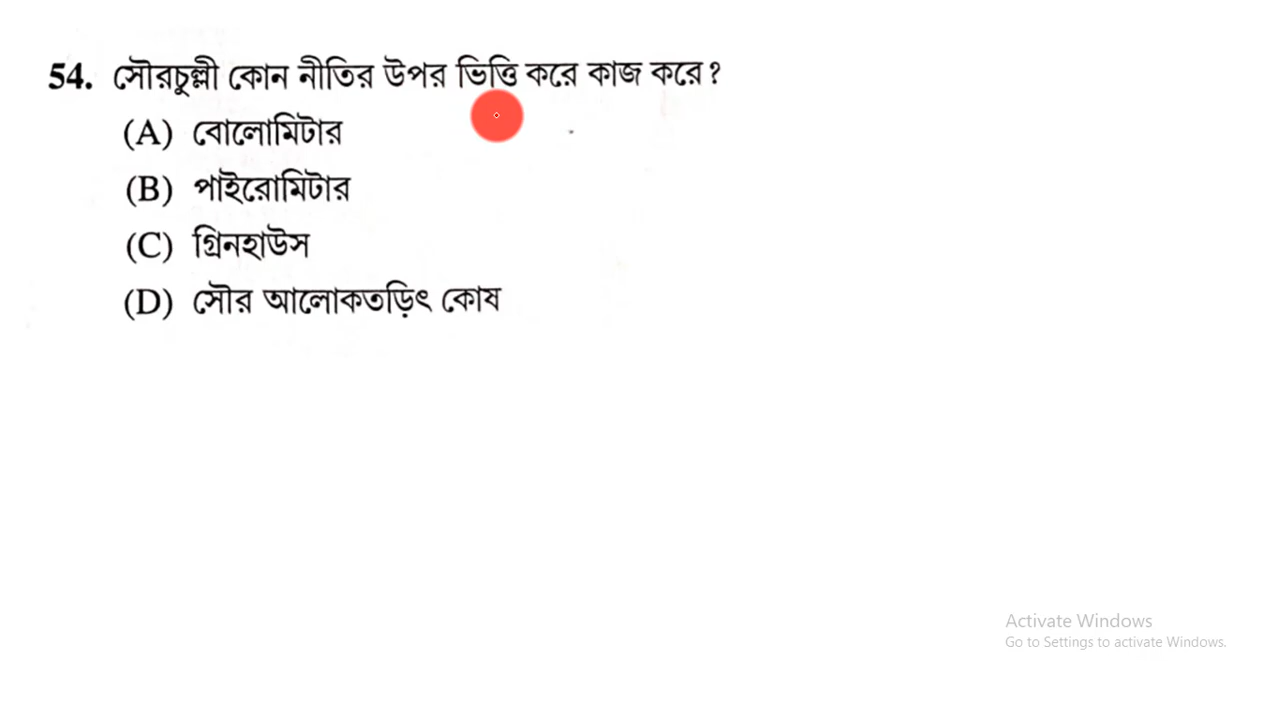 54. সৌরচুল্লী কোন নীতির উপর ভিত্তি করে কাজ করে?
(A) বোলোমিটার
(B) পাইরোমিটার
(C) গ্রিনহাউস
(D) সৌর আলোকতড়িৎ কোষ
Activate Windows
Go to Settings to activate Windows.